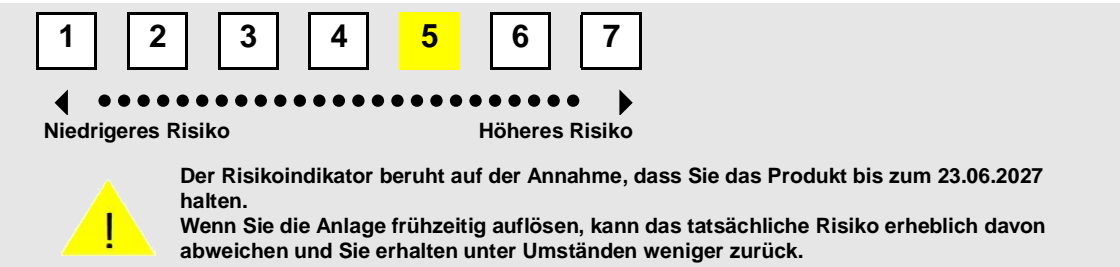 1 2 3 4 5 6 7
Niedrigeres Risiko Höheres Risiko
Der Risikoindikator beruht auf der Annahme, dass Sie das Produkt bis zum 23.06.2027
halten.
Wenn Sie die Anlage frühzeitig auflösen, kann das tatsächliche Risiko erheblich davon
abweichen und Sie erhalten unter Umständen weniger zurück.
!